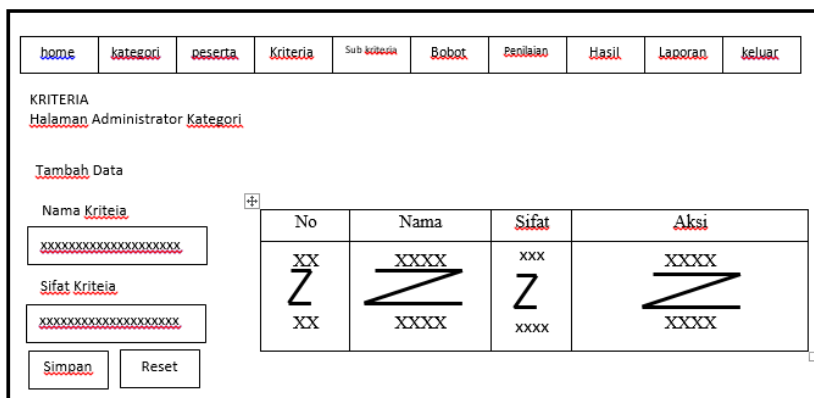 home kategori peserta Kriteria Sub kriteria Bobot Penilaian Hasil Laporan keluar
KRITERIA
Halaman Administrator Kategori
Tambah Data
Nama Kriteia
xxxxxxxxxxxxxxxxxxxx
Sifat Kriteia
xxxxxxxxxxxxxxxxxxxx
Simpan Reset
No Nama Sifat Aksi
XX XXXX xxx XXXX
XX XXXX xxxx XXXX